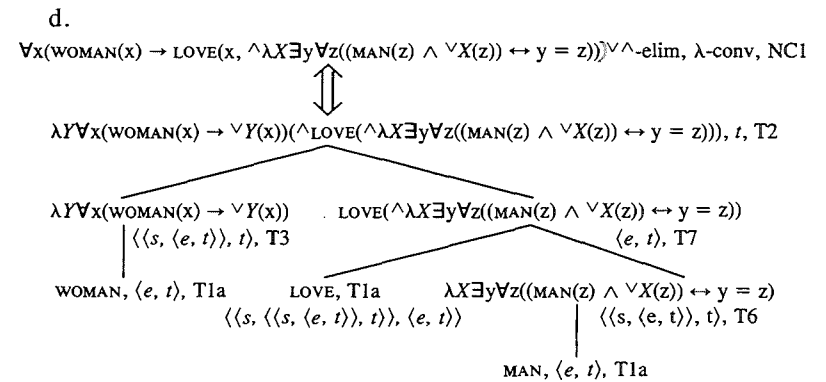 d.
∀x(WOMAN(x) → LOVE(x, ^λX∃y∀z((MAN(z) ∧ ˅X(z)) ↔ y = z))) ˅^-elim, λ-conv, NC1
λY∀x(WOMAN(x) → ˅Y(x))(^LOVE(^λX∃y∀z((MAN(z) ∧ ˅X(z)) ↔ y = z))), t, T2
λY∀x(WOMAN(x) → ˅Y(x)) LOVE(^λX∃y∀z((MAN(z) ∧ ˅X(z)) ↔ y = z))
⟨⟨s, ⟨e, t⟩⟩, t⟩, T3 ⟨e, t⟩, T7
WOMAN, ⟨e, t⟩, T1a LOVE, T1a λX∃y∀z((MAN(z) ∧ ˅X(z)) ↔ y = z)
⟨⟨s, ⟨⟨s, ⟨e, t⟩⟩, t⟩⟩, ⟨e, t⟩⟩ ⟨⟨s, ⟨e, t⟩⟩, t⟩, T6
MAN, ⟨e, t⟩, T1a